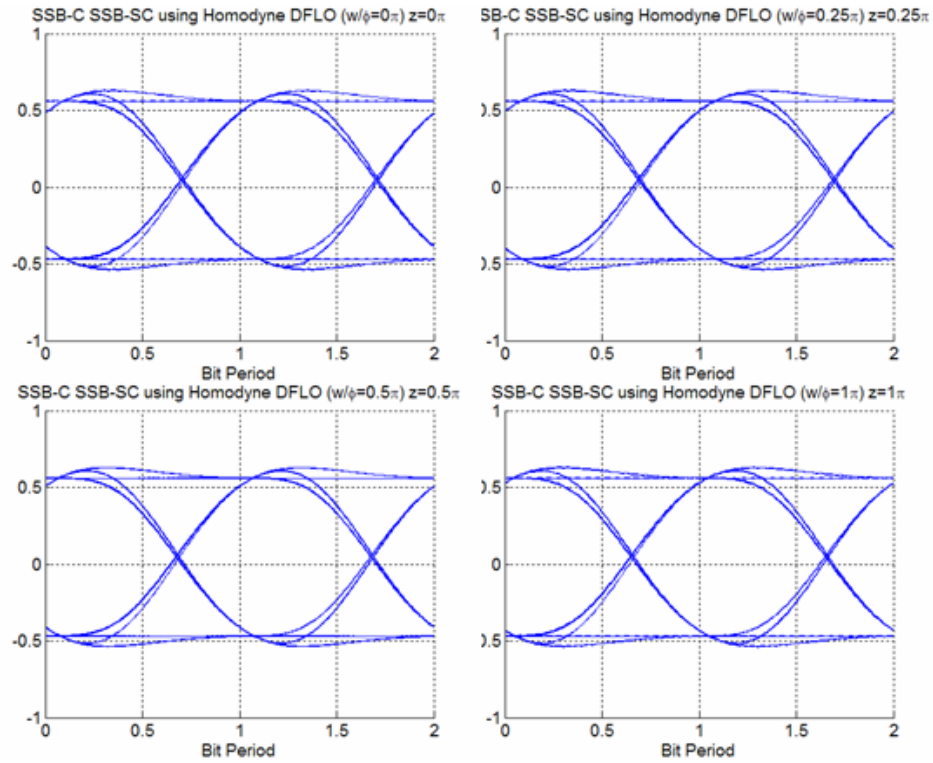 SSB-C SSB-SC using Homodyne DFLO (w/ϕ=0π) z=0π
1
0.5
0
-0.5
-1
0 0.5 1 1.5 2
Bit Period
SSB-C SSB-SC using Homodyne DFLO (w/ϕ=0.25π) z=0.25π
1
).5
0
).5
-1
0 0.5 1 1.5 2
Bit Period
SSB-C SSB-SC using Homodyne DFLO (w/ϕ=0.5π) z=0.5π
1
0.5
0
-0.5
-1
0 0.5 1 1.5 2
Bit Period
SSB-C SSB-SC using Homodyne DFLO (w/ϕ=1π) z=1π
1
).5
0
).5
-1
0 0.5 1 1.5 2
Bit Period